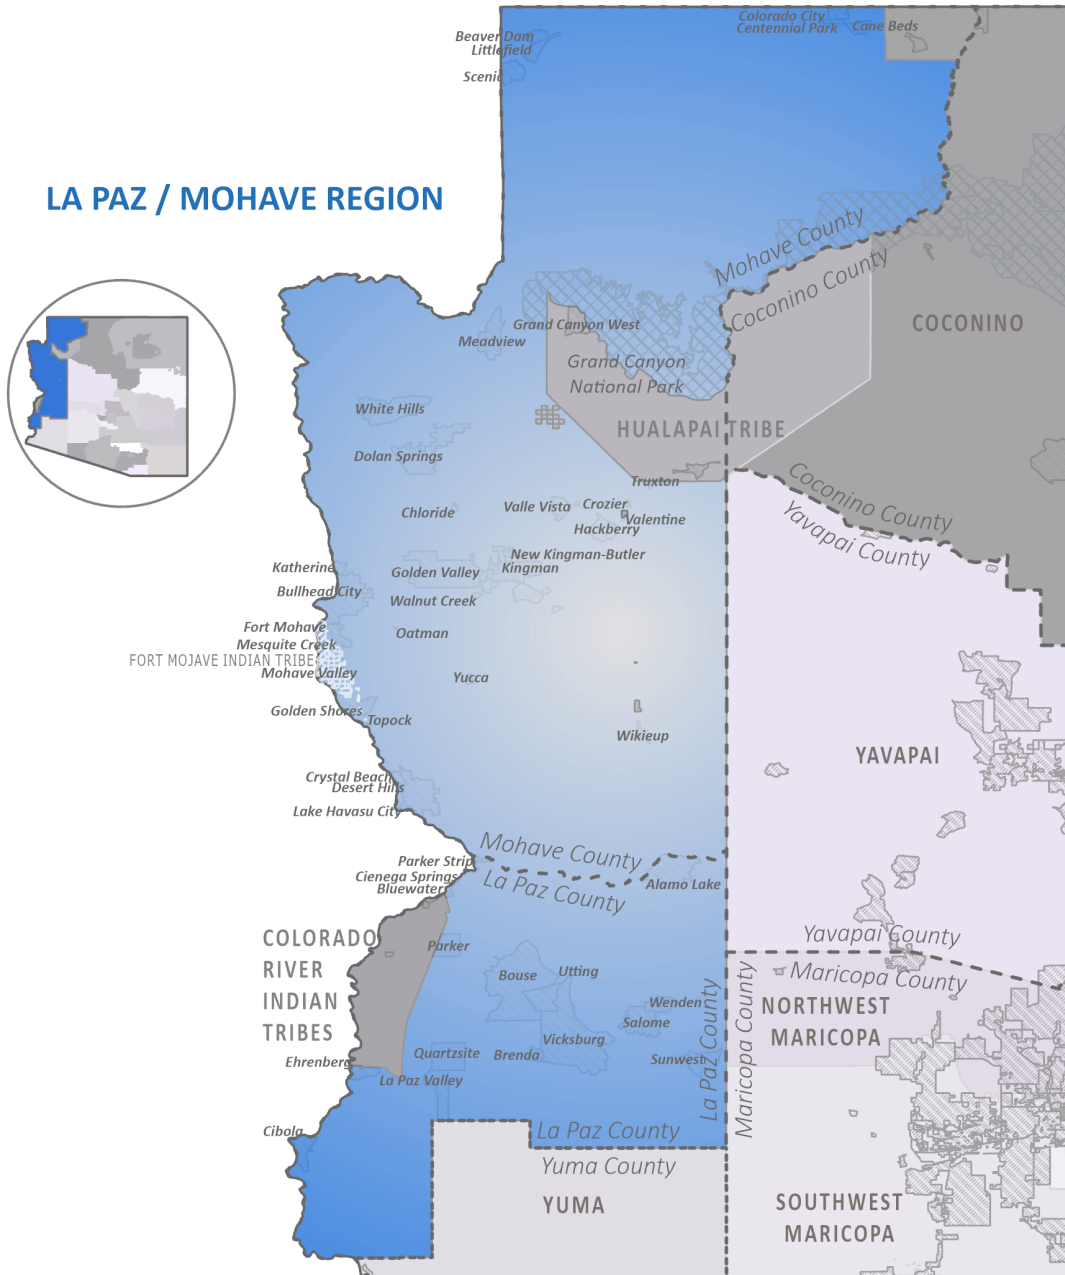 Colorado City
Centennial Park
Cane Beds
Beaver Dam
Littlefield
Scenic
LA PAZ / MOHAVE REGION
Mohave County
Coconino County
COCONINO
Grand Canyon West
Meadview
Grand Canyon
National Park
White Hills
HUALAPAI TRIBE
Dolan Springs
Truxton
Coconino County
Yavapai County
Chloride
Valle Vista
Crozier
Valentine
Hackberry
New Kingman-Butler
Kingman
Katherine
Golden Valley
Bullhead City
Walnut Creek
Fort Mohave
Oatman
Mesquite Creek
FORT MOJAVE INDIAN TRIBE
Mohave Valley
Yucca
Golden Shores
Topock
Wikieup
YAVAPAI
Crystal Beach
Desert Hills
Lake Havasu City
Mohave County
La Paz County
Parker Strip
Cienega Springs
Bluewater
Alamo Lake
COLORADO
RIVER
INDIAN
TRIBES
Parker
Yavapai County
Maricopa County
Bouse
Utting
Wenden
Salome
Vicksburg
La Paz County
Maricopa County
NORTHWEST
MARICOPA
Quartzsite
Brenda
Sunwest
Ehrenberg
La Paz Valley
Cibola
La Paz County
Yuma County
YUMA
SOUTHWEST
MARICOPA